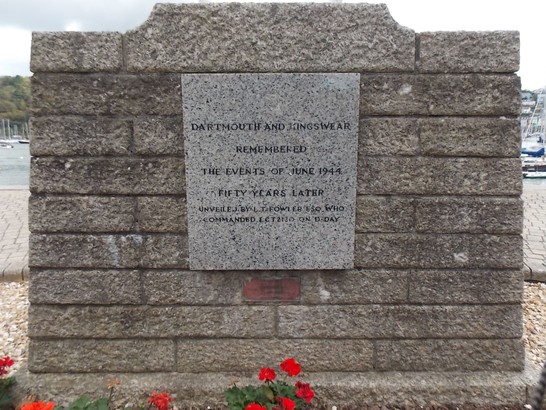 DARTMOUTH AND KINGSWEAR
REMEMBERED
THE EVENTS OF JUNE 1944
FIFTY YEARS LATER
UNVEILED BY L.T. FOWLER ESQ. WHO
COMMANDED ON D-DAY